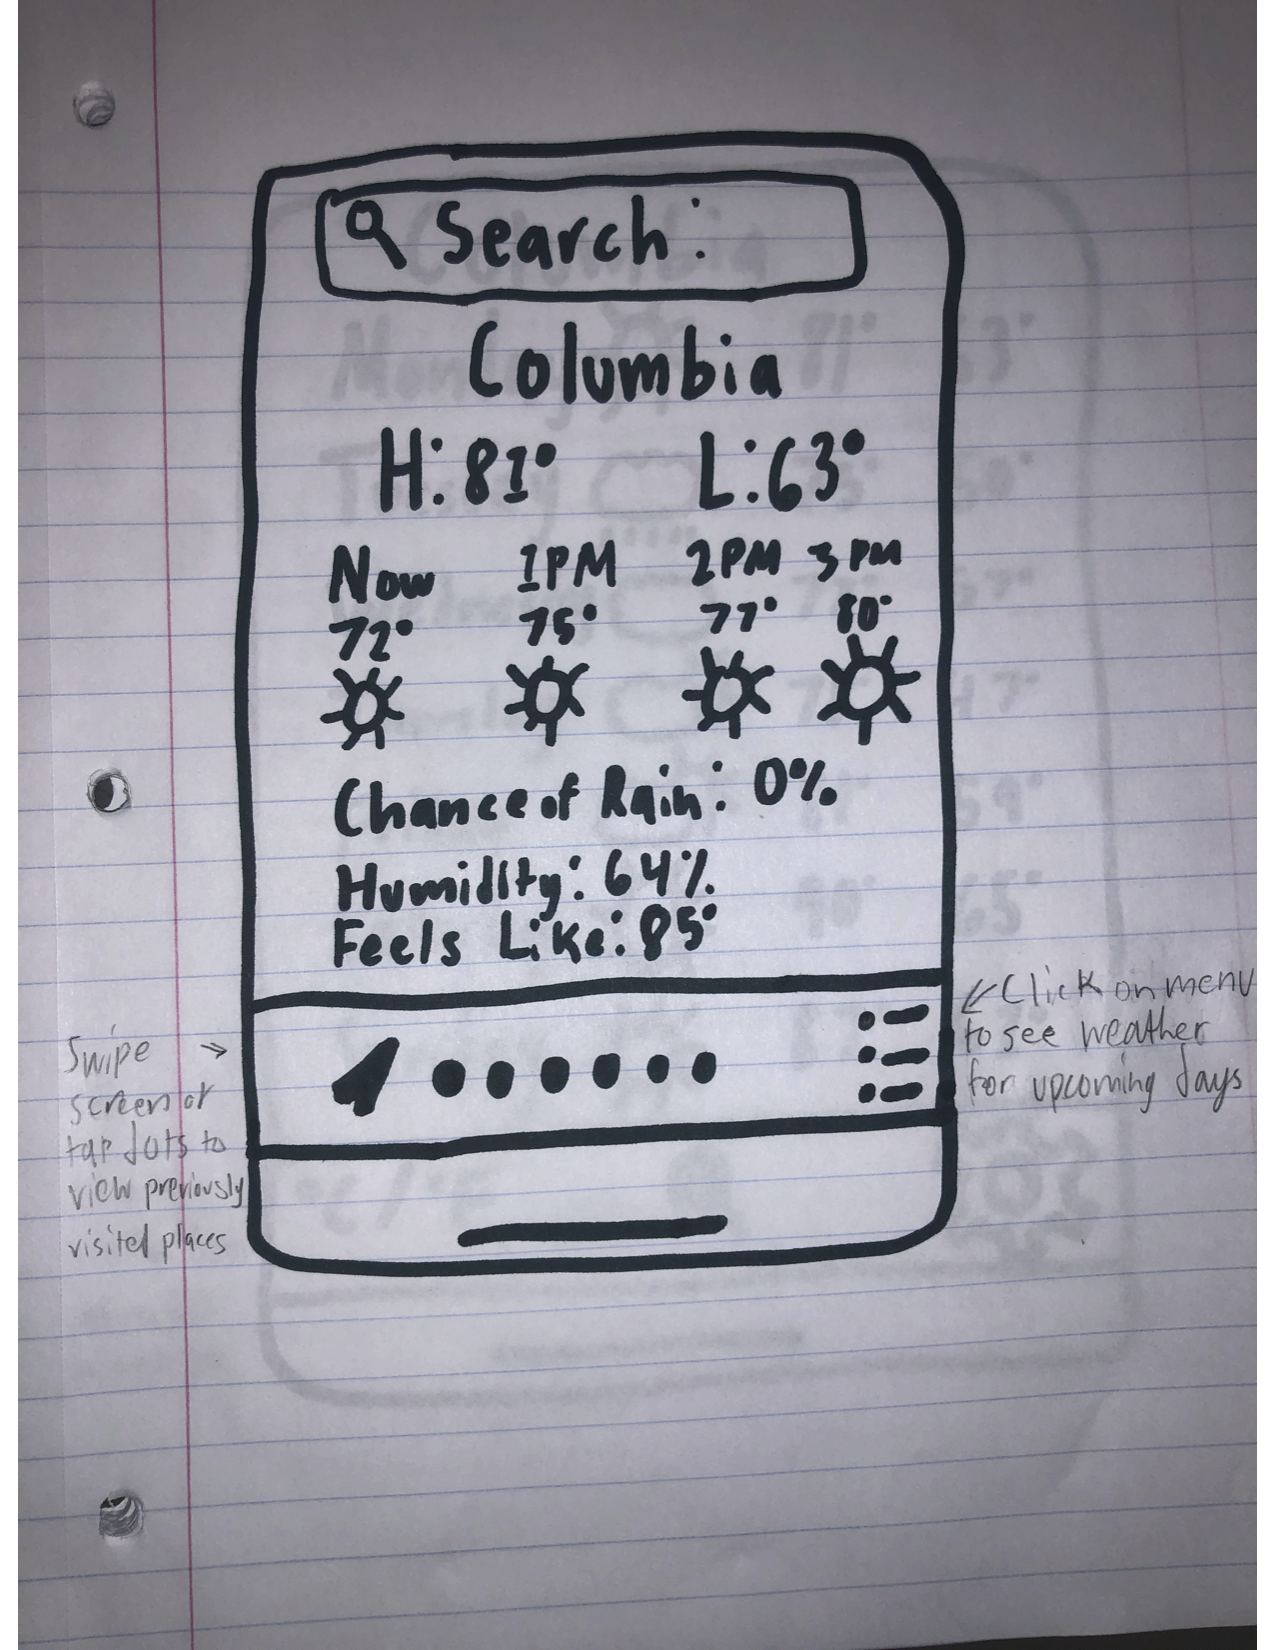 Search:
Columbia
H: 81° L: 63°
Now 1PM 2PM 3PM
72° 75° 77° 80°
Chance of Rain: 0%
Humidity: 64%
Feels Like: 85°
Swipe
screen or
tap dots to
view previously
visited places
Click on menu
to see weather
for upcoming days